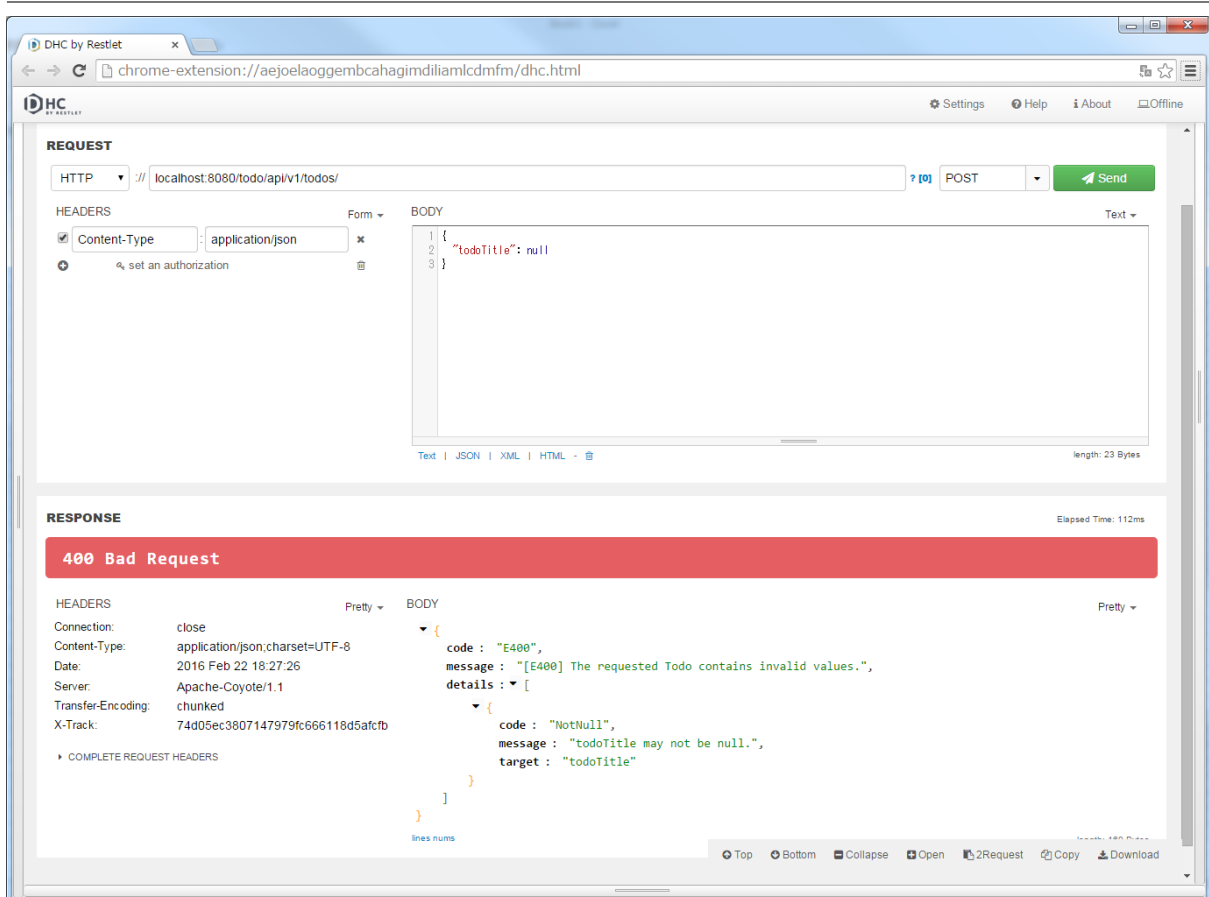 DHC by Restlet
chrome-extension://aejoelaoggembcahagimdiliamlcdmfm/dhc.html
DHC
BY RESTLET
Settings Help About Offline
REQUEST
HTTP :// localhost:8080/todo/api/v1/todos/ ? [0] POST Send
HEADERS Form BODY Text
Content-Type : application/json
set an authorization
1 {
2 "todoTitle": null
3 }
Text | JSON | XML | HTML -
length: 23 Bytes
RESPONSE
Elapsed Time: 112ms
400 Bad Request
HEADERS Pretty BODY Pretty
Connection: close
Content-Type: application/json;charset=UTF-8
Date: 2016 Feb 22 18:27:26
Server: Apache-Coyote/1.1
Transfer-Encoding: chunked
X-Track: 74d05ec3807147979fc666118d5afcfb
COMPLETE REQUEST HEADERS
{
code : "E400",
message : "[E400] The requested Todo contains invalid values.",
details : [
{
code : "NotNull",
message : "todoTitle may not be null.",
target : "todoTitle"
}
]
}
lines nums
Top Bottom Collapse Open 2Request Copy Download